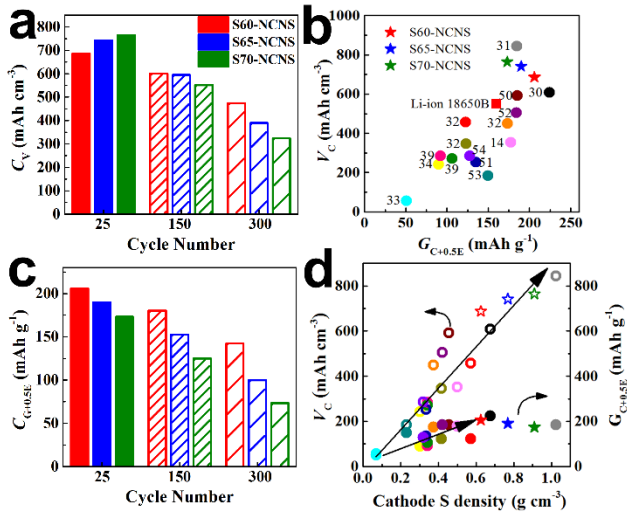 a
S60-NCNS
S65-NCNS
S70-NCNS
C_V (mAh cm⁻³)
800
700
600
500
400
300
200
100
0
25 150 300
Cycle Number
b
S60-NCNS
S65-NCNS
S70-NCNS
Li-ion 18650B
V_C (mAh cm⁻³)
1000
800
600
400
200
0
31
50
30
52
32
32
14
32
54
39
51
34
39
53
33
0 50 100 150 200 250
G_C+0.5E (mAh g⁻¹)
c
C_G+0.5E (mAh g⁻¹)
200
150
100
50
0
25 150 300
Cycle Number
d
V_C (mAh cm⁻³)
800
600
400
200
0
G_C+0.5E (mAh g⁻¹)
800
600
400
200
0
0.0 0.2 0.4 0.6 0.8 1.0
Cathode S density (g cm⁻³)